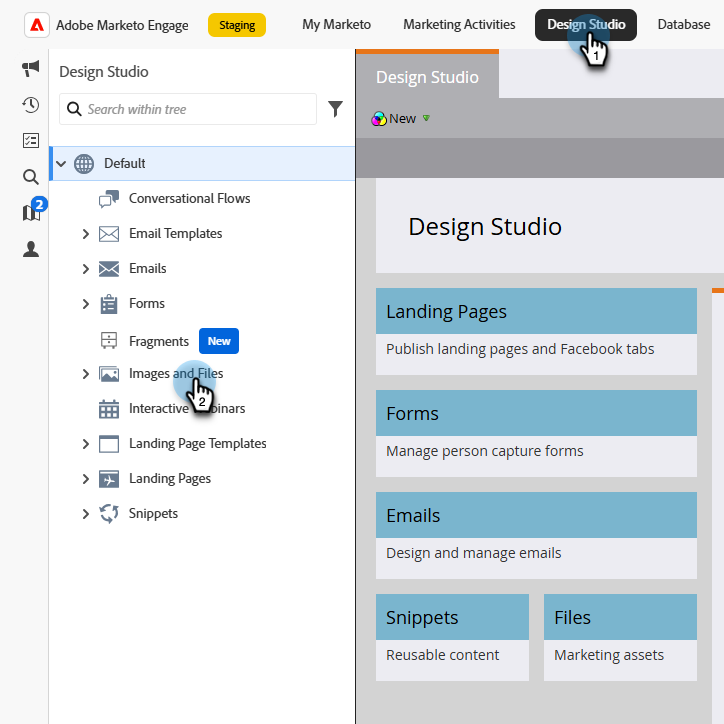 Adobe Marketo Engage
Staging
My Marketo
Marketing Activities
Design Studio
Database
1
Design Studio
Search within tree
Default
Conversational Flows
Email Templates
Emails
Forms
Fragments New
Images and Files
2
Interactive Webinars
Landing Page Templates
Landing Pages
Snippets
2
Design Studio
New
Design Studio
Landing Pages
Publish landing pages and Facebook tabs
Forms
Manage person capture forms
Emails
Design and manage emails
Snippets
Reusable content
Files
Marketing assets